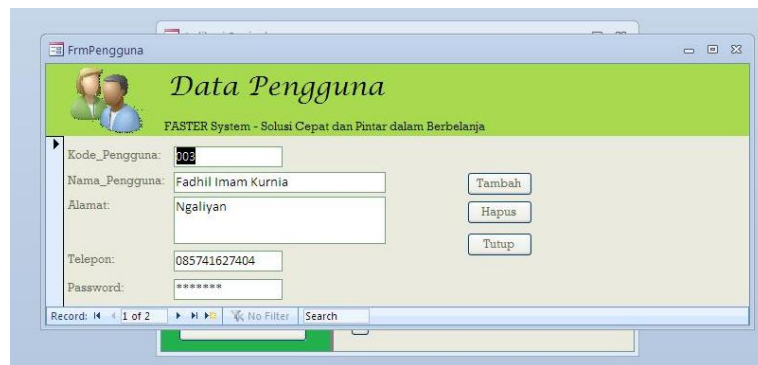 FrmPengguna
Data Pengguna
FASTER System - Solusi Cepat dan Pintar dalam Berbelanja
Kode_Pengguna: 003
Nama_Pengguna: Fadhil Imam Kurnia
Tambah
Alamat: Ngaliyan
Hapus
Tutup
Telepon: 085741627404
Password: *******
Record: 1 of 2 No Filter Search